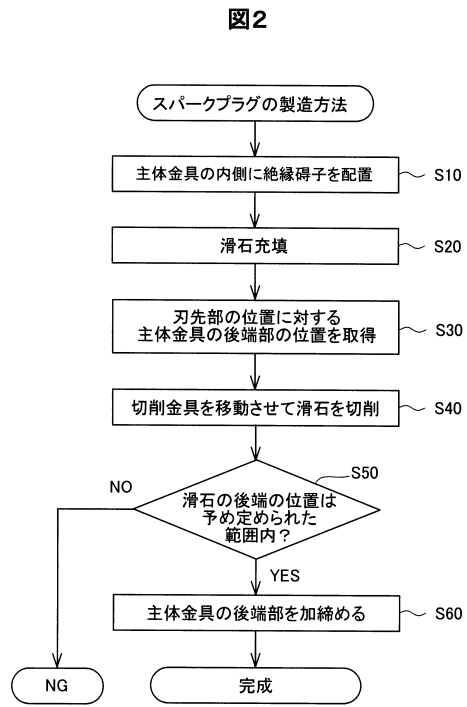 図2
スパークプラグの製造方法
主体金具の内側に絶縁碍子を配置
S10
滑石充填
S20
刃先部の位置に対する
主体金具の後端部の位置を取得
S30
切削金具を移動させて滑石を切削
S40
S50
NO
滑石の後端の位置は
予め定められた
範囲内?
YES
主体金具の後端部を加締める
S60
NG
完成